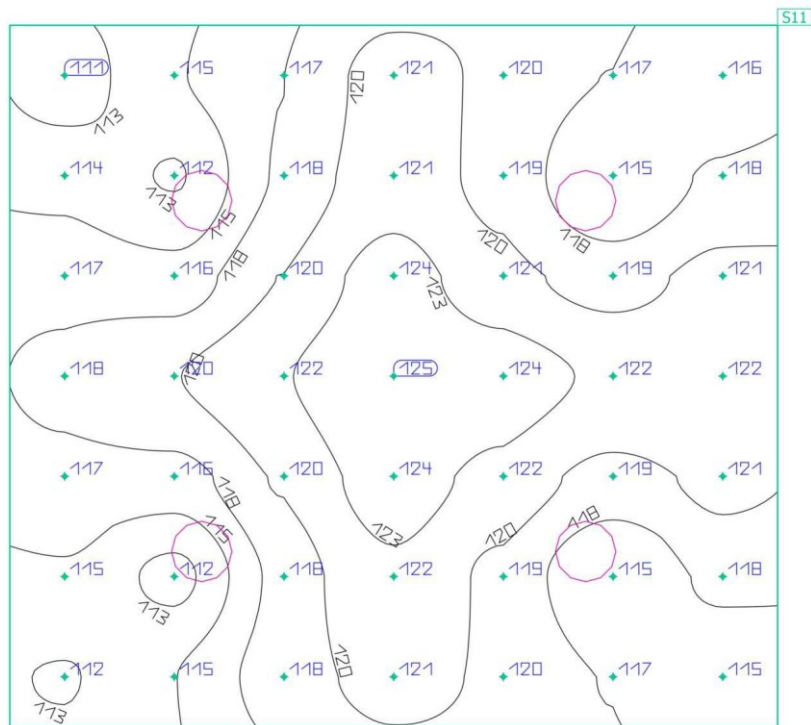 S11
111 115 117 121 120 117 116
113 120
114 112 118 121 119 115 118
113 115 118 120 118
117 116 120 124 121 119 121
123
118 120 122 125 124 122 122
120
117 116 120 124 122 119 121
118 115 123 120 118
115 112 118 122 119 115 118
113
112 115 118 121 120 117 115
113 120